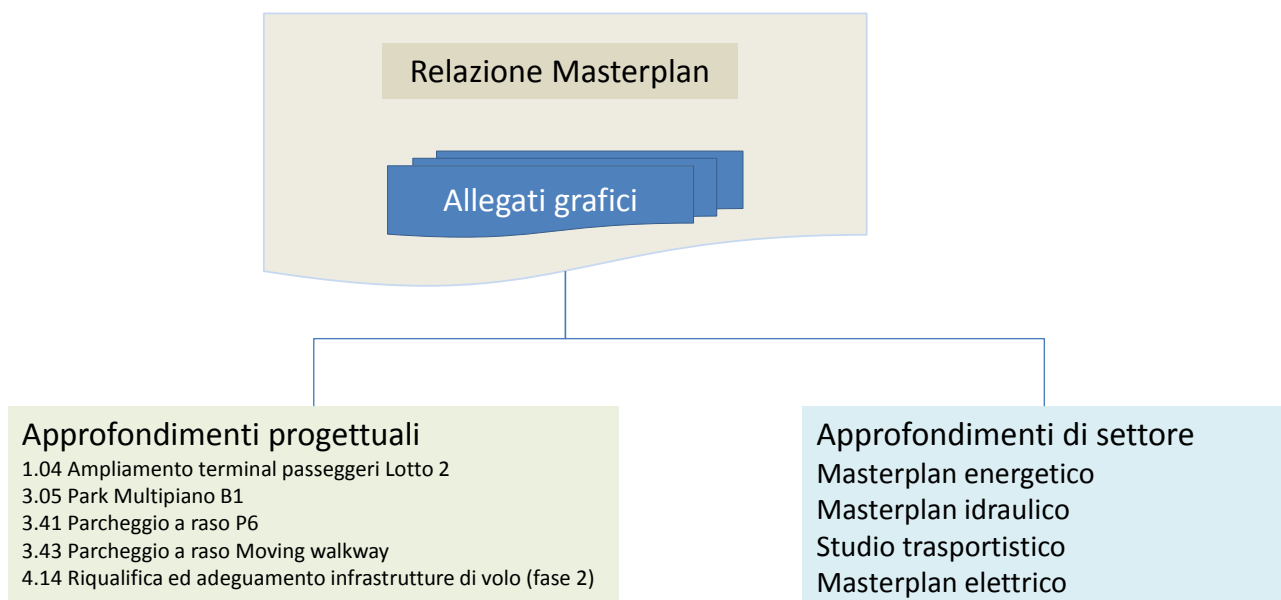 Relazione Masterplan
Allegati grafici
Approfondimenti progettuali
1.04 Ampliamento terminal passeggeri Lotto 2
3.05 Park Multipiano B1
3.41 Parcheggio a raso P6
3.43 Parcheggio a raso Moving walkway
4.14 Riqualifica ed adeguamento infrastrutture di volo (fase 2)
Approfondimenti di settore
Masterplan energetico
Masterplan idraulico
Studio trasportistico
Masterplan elettrico